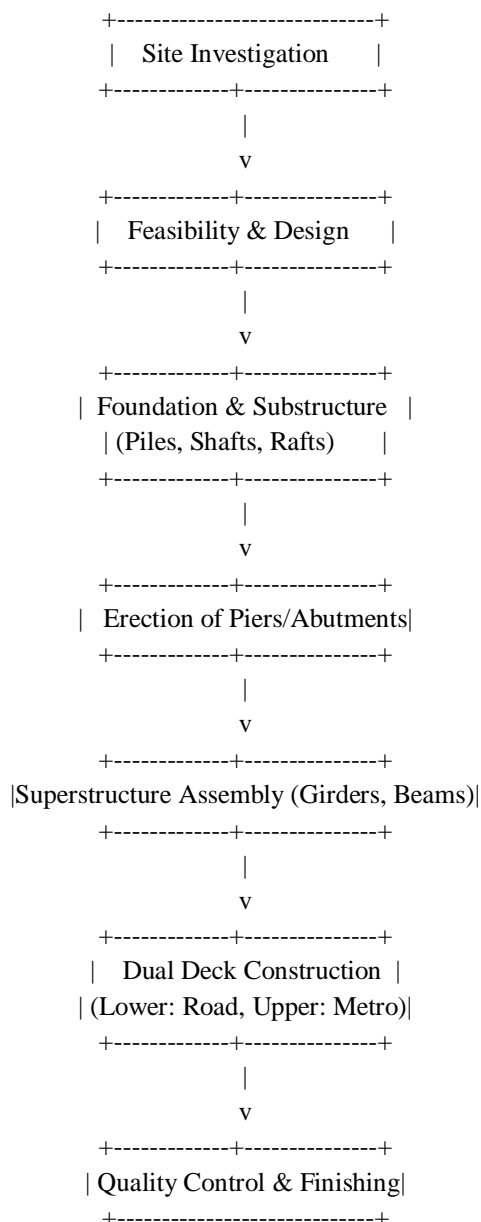 +-----------------------------+
| Site Investigation |
+-------------+---------------+
|
v
+-------------+---------------+
| Feasibility & Design |
+-------------+---------------+
|
v
+-------------+---------------+
| Foundation & Substructure |
| (Piles, Shafts, Rafts) |
+-------------+---------------+
|
v
+-------------+---------------+
| Erection of Piers/Abutments|
+-------------+---------------+
|
v
+-------------+---------------+
|Superstructure Assembly (Girders, Beams)|
+-------------+---------------+
|
v
+-------------+---------------+
| Dual Deck Construction |
| (Lower: Road, Upper: Metro)|
+-------------+---------------+
|
v
+-------------+---------------+
| Quality Control & Finishing|
+-----------------------------+